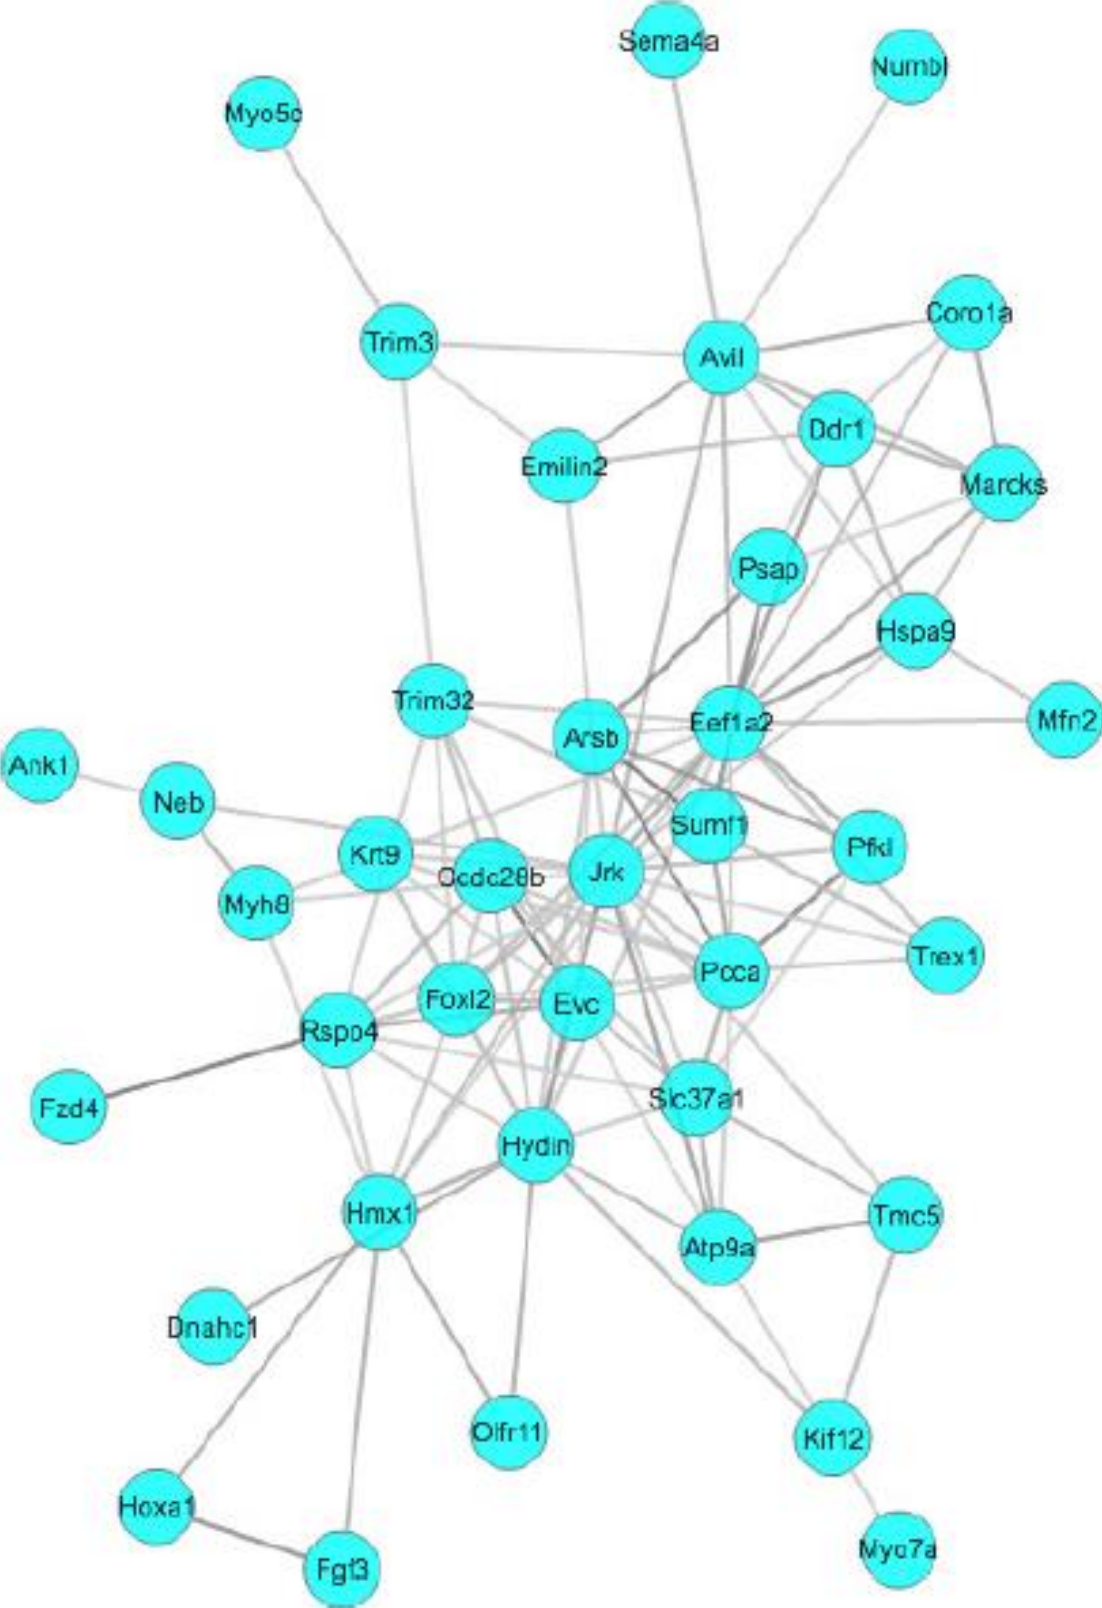 Sema4a
Numbl
Myo5c
Coro1a
Trim3
Avil
Ddr1
Emilin2
Marcks
Psap
Hspa9
Trim32
Arsb
Eef1a2
Mfn2
Ank1
Neb
Sumf1
Krt9
Ccdc28b
Jrk
Pfkl
Myh8
Trex1
Pcca
Foxl2
Evc
Rspo4
Slc37a1
Fzd4
Hydin
Hmx1
Tmc5
Atp9a
Dnahc1
Olfr11
Kif12
Hoxa1
Myo7a
Fgf3